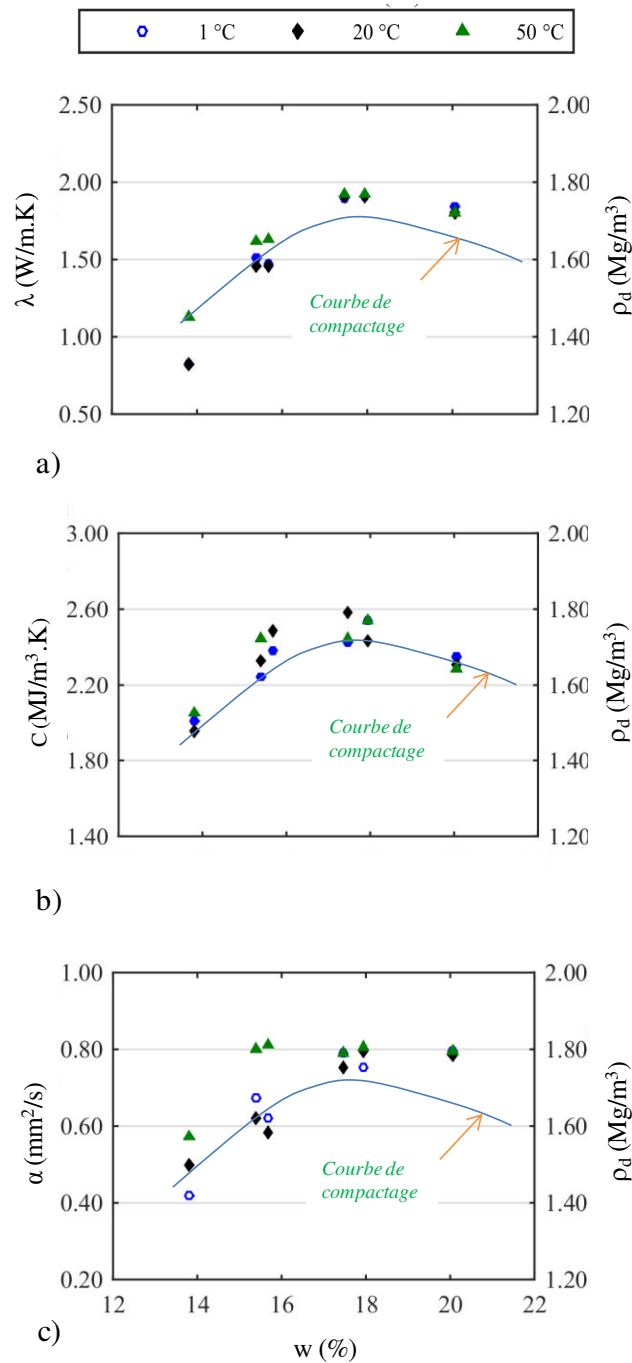 1 °C 20 °C 50 °C
2.50 2.00
2.00 1.80
1.50 1.60
1.00 1.40
0.50 1.20
λ (W/m.K)
ρd (Mg/m³)
Courbe de
compactage
a)
3.00 2.00
2.60 1.80
2.20 1.60
1.80 1.40
1.40 1.20
C (MJ/m³.K)
ρd (Mg/m³)
Courbe de
compactage
b)
1.00 2.00
0.80 1.80
0.60 1.60
0.40 1.40
0.20 1.20
α (mm²/s)
ρd (Mg/m³)
Courbe de
compactage
12 14 16 18 20 22
c)
w (%)